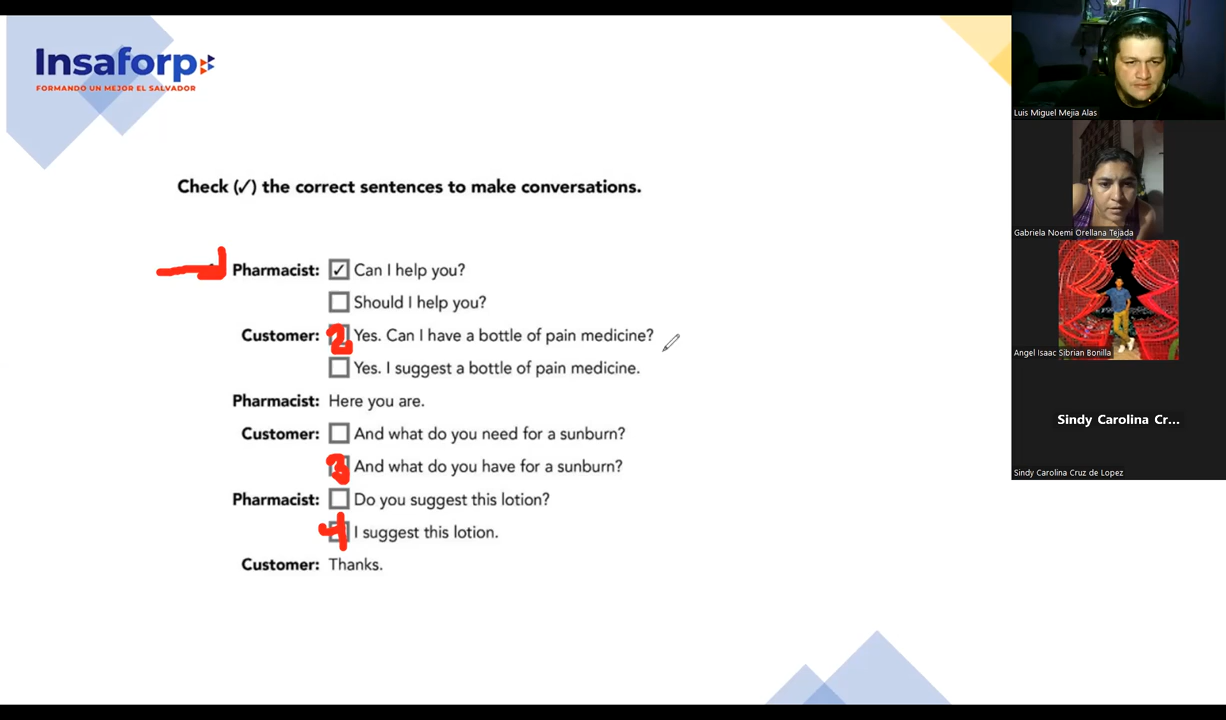 Insaforp
FORMANDO UN MEJOR EL SALVADOR
Check (✓) the correct sentences to make conversations.
Pharmacist: ✓ Can I help you?
Should I help you?
Customer: 2 Yes. Can I have a bottle of pain medicine?
Yes. I suggest a bottle of pain medicine.
Pharmacist: Here you are.
Customer: And what do you need for a sunburn?
3 And what do you have for a sunburn?
Pharmacist: Do you suggest this lotion?
4 I suggest this lotion.
Customer: Thanks.
Luis Miguel Mejia Alas
Gabriela Noemi Orellana Tejada
Angel Isaac Sibrian Bonilla
Sindy Carolina Cr...
Sindy Carolina Cruz de Lopez